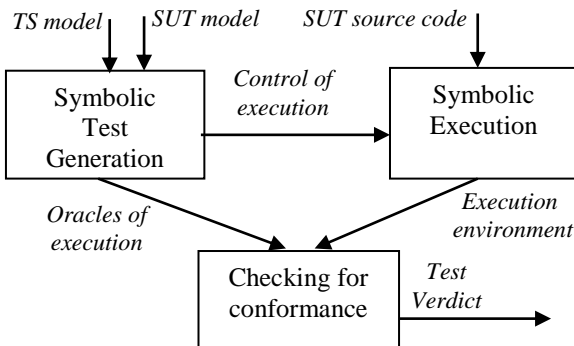 TS model
SUT model
SUT source code
Symbolic
Test
Generation
Control of
execution
Symbolic
Execution
Oracles of
execution
Execution
environment
Checking for
conformance
Test
Verdict